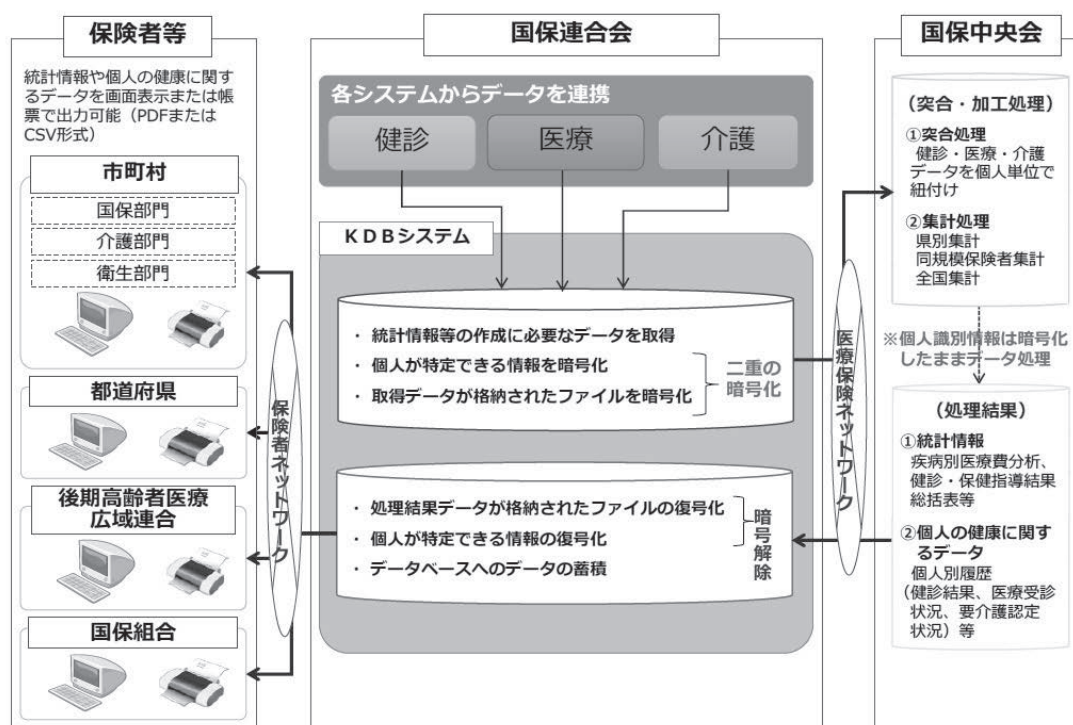 保険者等
統計情報や個人の健康に関す
るデータを画面表示または帳
票で出力可能（PDFまたは
CSV形式）
市町村
国保部門
介護部門
衛生部門
都道府県
後期高齢者医療
広域連合
国保組合
保険者ネットワーク
国保連合会
各システムからデータを連携
健診
医療
介護
KDBシステム
・統計情報等の作成に必要なデータを取得
・個人が特定できる情報を暗号化
・取得データが格納されたファイルを暗号化
二重の
暗号化
・処理結果データが格納されたファイルの復号化
・個人が特定できる情報の復号化
・データベースへのデータの蓄積
暗号解除
医療保険ネットワーク
国保中央会
（突合・加工処理）
①突合処理
健診・医療・介護
データを個人単位で
紐付け
②集計処理
県別集計
同規模保険者集計
全国集計
※個人識別情報は暗号化
したままデータ処理
（処理結果）
①統計情報
疾病別医療費分析、
健診・保健指導結果
総括表等
②個人の健康に関す
るデータ
個人別履歴
（健診結果、医療受診
状況、要介護認定
状況）等